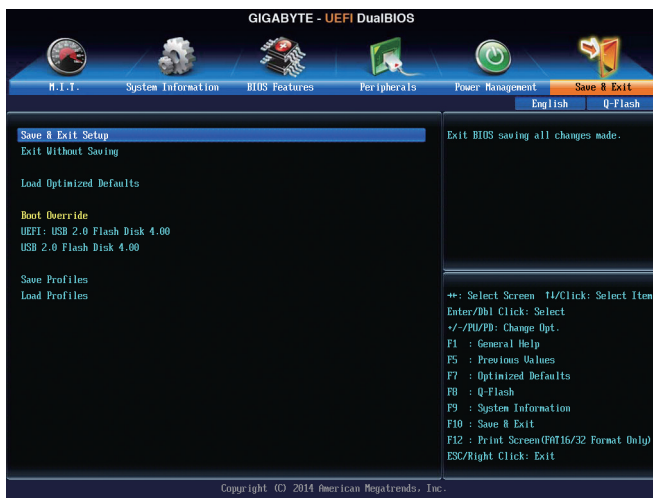 GIGABYTE - UEFI DualBIOS
M.I.T.
System Information
BIOS Features
Peripherals
Power Management
Save & Exit
English
Q-Flash
Save & Exit Setup
Exit Without Saving
Load Optimized Defaults
Boot Override
UEFI: USB 2.0 Flash Disk 4.00
USB 2.0 Flash Disk 4.00
Save Profiles
Load Profiles
Exit BIOS saving all changes made.
→←: Select Screen ↑↓/Click: Select Item
Enter/Dbl Click: Select
+/-/PU/PD: Change Opt.
F1 : General Help
F5 : Previous Values
F7 : Optimized Defaults
F8 : Q-Flash
F9 : System Information
F10 : Save & Exit
F12 : Print Screen(FAT16/32 Format Only)
ESC/Right Click: Exit
Copyright (C) 2014 American Megatrends, Inc.